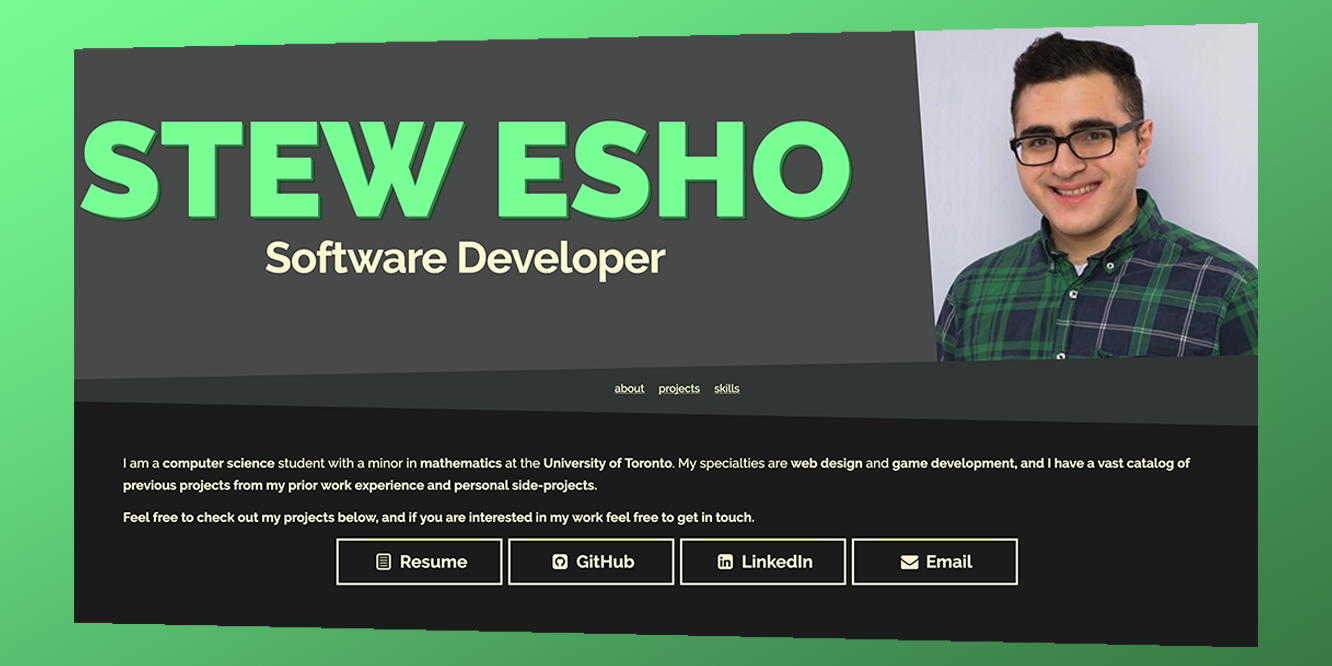 STEW ESHO
Software Developer
about projects skills
I am a computer science student with a minor in mathematics at the University of Toronto. My specialties are web design and game development, and I have a vast catalog of
previous projects from my prior work experience and personal side-projects.
Feel free to check out my projects below, and if you are interested in my work feel free to get in touch.
Resume GitHub LinkedIn Email